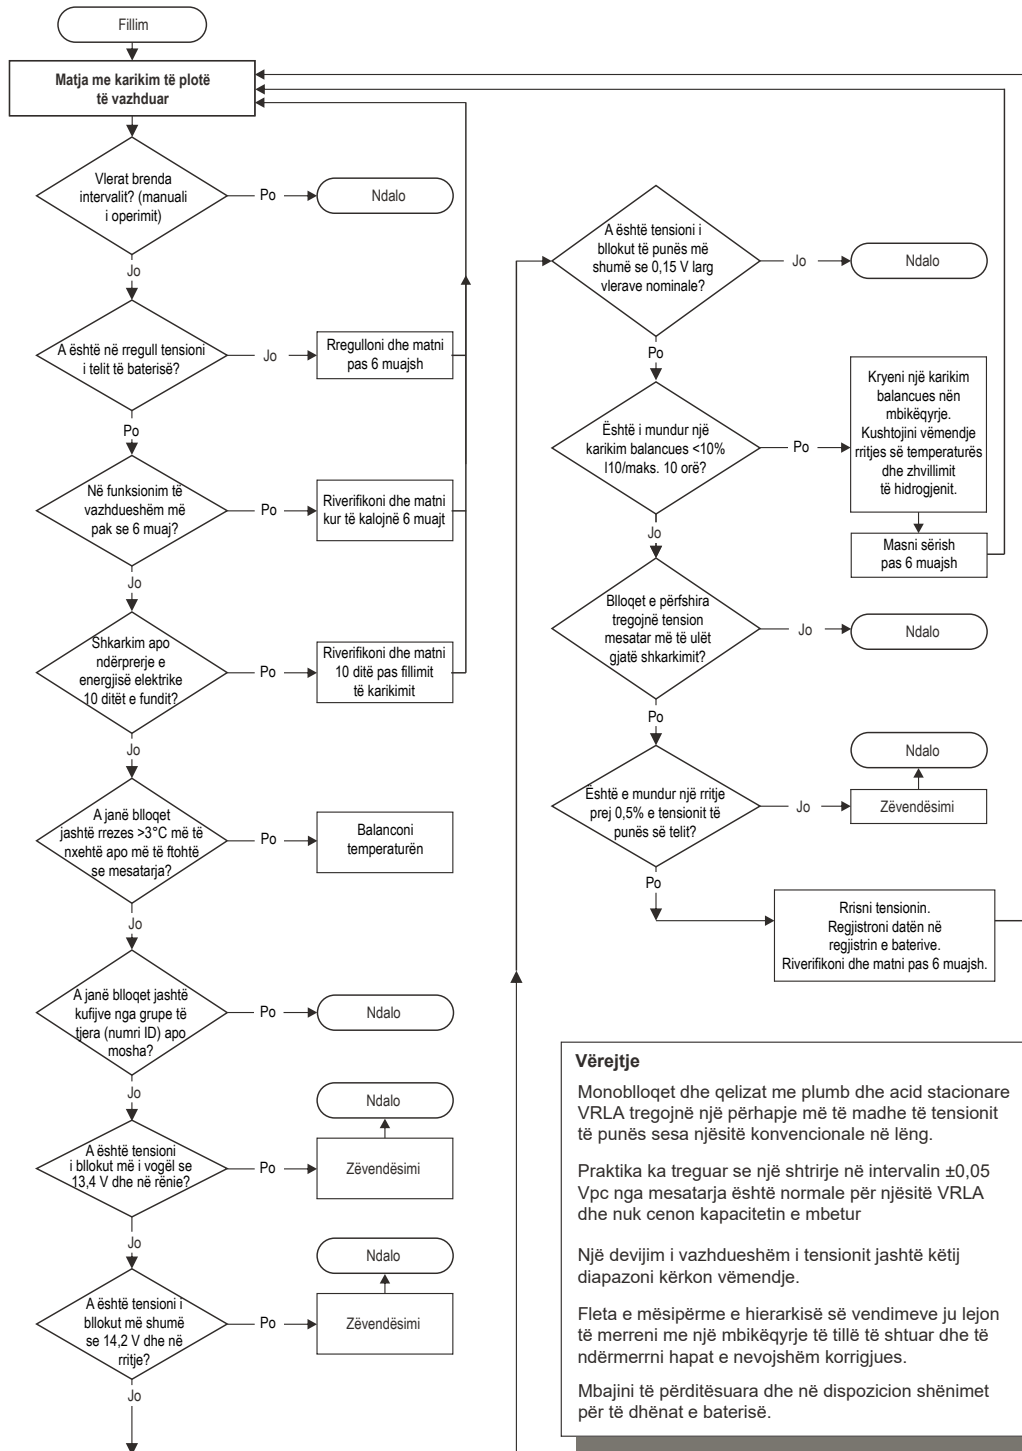 Fillim
Matja me karikim të plotë
të vazhduar
Vlerat brenda
intervalit? (manuali
i operimit)
Po
Ndalo
Jo
A është në rregull tensioni
i telit të baterisë?
Jo
Rregulloni dhe matni
pas 6 muajsh
Po
Në funksionim të
vazhdueshëm më
pak se 6 muaj?
Po
Riverifikoni dhe matni
kur të kalojnë 6 muajt
Jo
Shkarkim apo
ndërprerje e
energjisë elektrike
10 ditët e fundit?
Po
Riverifikoni dhe matni
10 ditë pas fillimit
të karikimit
Jo
A janë blloqet
jashtë rrezes >3°C më të
nxehtë apo më të ftohtë
se mesatarja?
Po
Balanconi
temperaturën
Jo
A janë blloqet jashtë
kufijve nga grupe të
tjera (numri ID) apo
mosha?
Po
Ndalo
Jo
A është tensioni
i bllokut më i vogël se
13,4 V dhe në rënie?
Po
Zëvendësimi
Ndalo
Jo
A është tensioni i
bllokut më shumë
se 14,2 V dhe në
rritje?
Po
Zëvendësimi
Ndalo
Jo
A është tensioni i
bllokut të punës më
shumë se 0,15 V larg
vlerave nominale?
Jo
Ndalo
Po
Është i mundur një
karikim balancues <10%
I10/maks. 10 orë?
Po
Kryeni një karikim
balancues nën
mbikëqyrje.
Kushtojini vëmendje
rritjes së temperaturës
dhe zhvillimit
të hidrogjenit.
Masni sërish
pas 6 muajsh
Jo
Blloqet e përfshira
tregojnë tension
mesatar më të ulët
gjatë shkarkimit?
Jo
Ndalo
Po
Është e mundur një rritje
prej 0,5% e tensionit të
punës së telit?
Jo
Zëvendësimi
Ndalo
Po
Rrisni tensionin.
Regjistroni datën në
regjistrin e baterive.
Riverifikoni dhe matni pas 6 muajsh.
Vërejtje
Monoblloqet dhe qelizat me plumb dhe acid stacionare
VRLA tregojnë një përhapje më të madhe të tensionit
të punës sesa njësitë konvencionale në lëng.
Praktika ka treguar se një shtrirje në intervalin ±0,05
Vpc nga mesatarja është normale për njësitë VRLA
dhe nuk cenon kapacitetin e mbetur
Një devijim i vazhdueshëm i tensionit jashtë këtij
diapazoni kërkon vëmendje.
Fleta e mësipërme e hierarkisë së vendimeve ju lejon
të merreni me një mbikëqyrje të tillë të shtuar dhe të
ndërmerrni hapat e nevojshëm korrigjues.
Mbajini të përditësuara dhe në dispozicion shënimet
për të dhënat e baterisë.